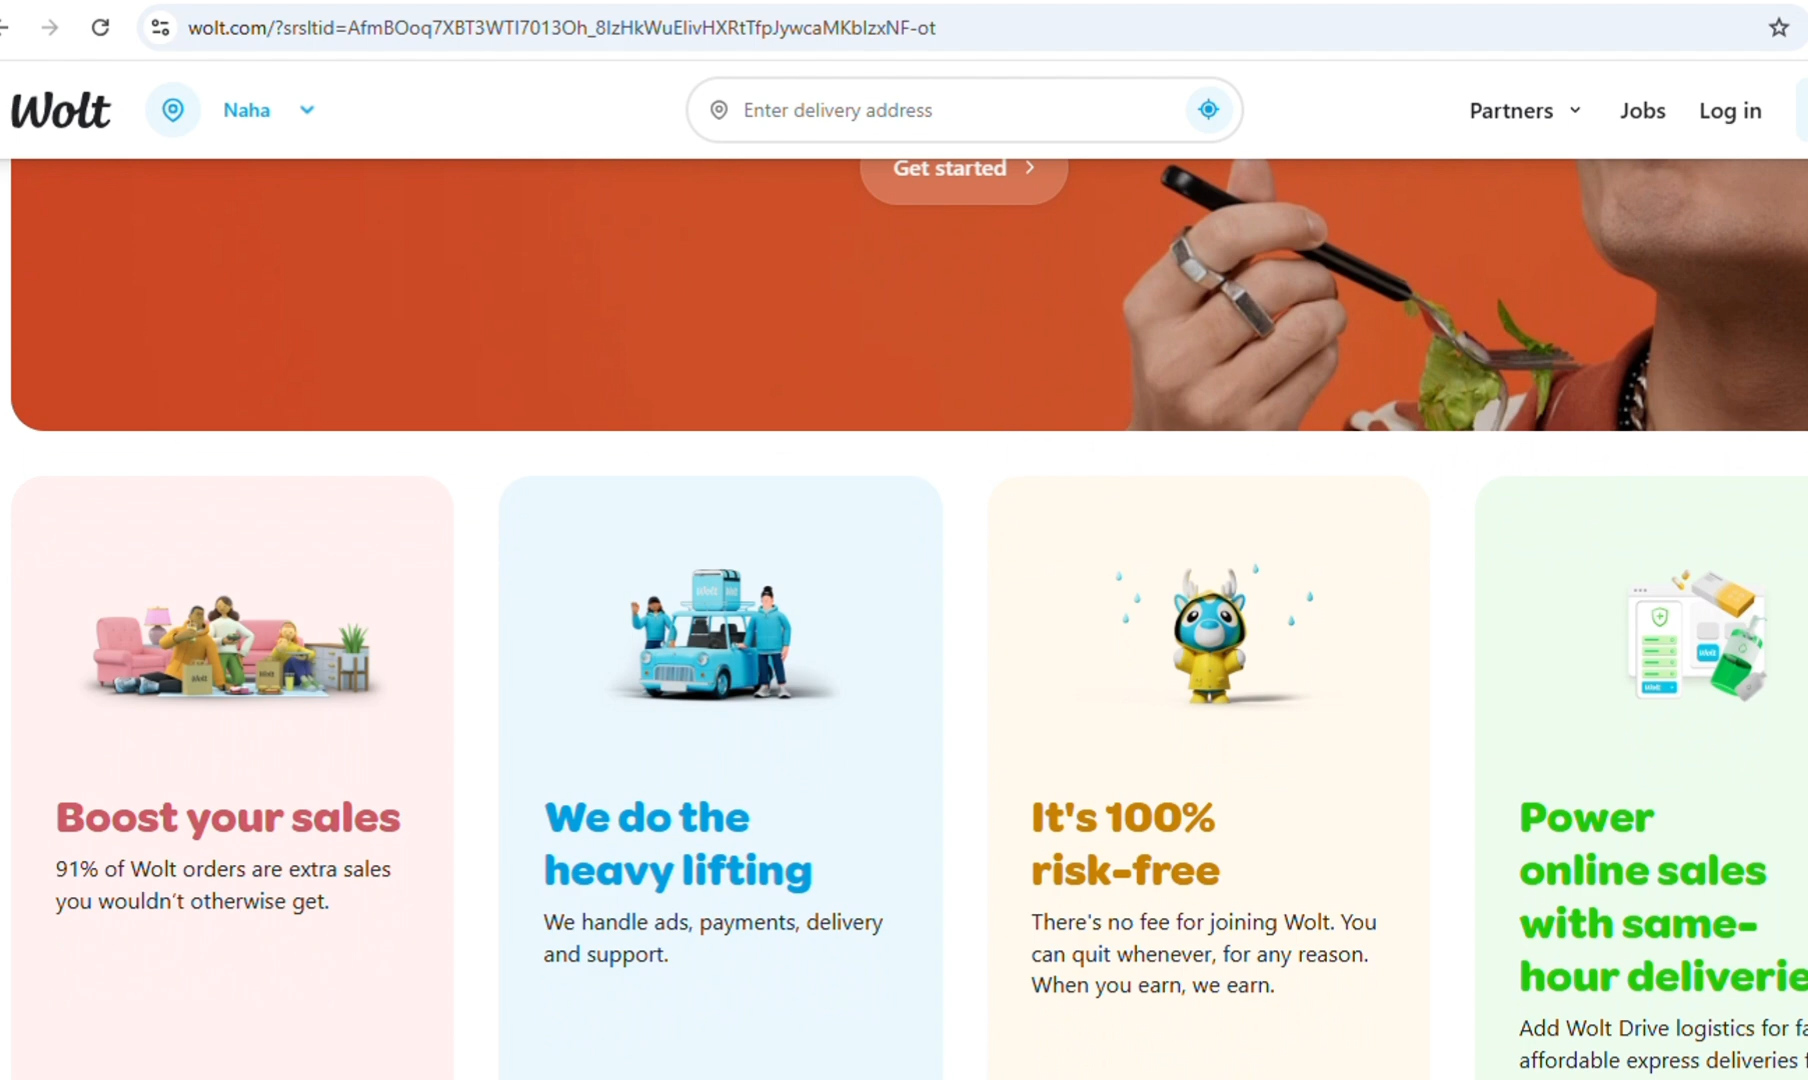 wolt.com/?srsltid=AfmBOoq7XBT3WTI7013Oh_8IzHkWuEIivHXRtTfpJywcaMKbIzxNF-ot
Wolt
Naha
Enter delivery address
Partners
Jobs
Log in
Get started
Boost your sales
91% of Wolt orders are extra sales
you wouldn't otherwise get.
We do the
heavy lifting
We handle ads, payments, delivery
and support.
It's 100%
risk-free
There's no fee for joining Wolt. You
can quit whenever, for any reason.
When you earn, we earn.
Power
online sales
with same-
hour deliverie
Add Wolt Drive logistics for fa
affordable express deliveries f